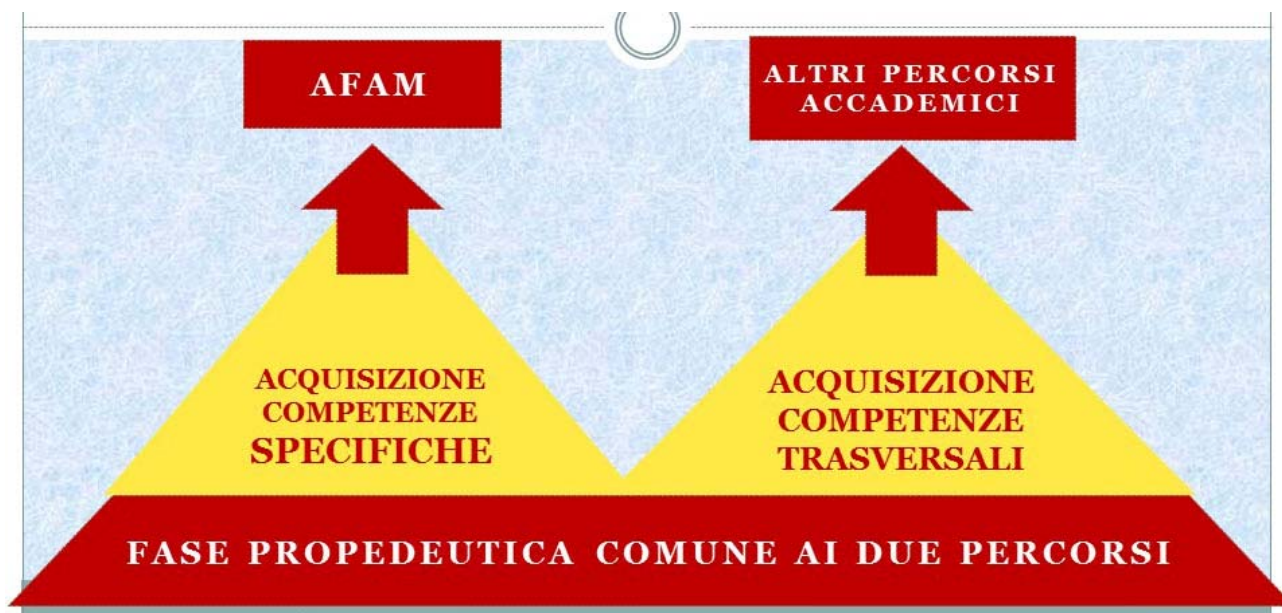 AFAM
ALTRI PERCORSI
ACCADEMICI
ACQUISIZIONE
COMPETENZE
SPECIFICHE
ACQUISIZIONE
COMPETENZE
TRASVERSALI
FASE PROPEDEUTICA COMUNE AI DUE PERCORSI